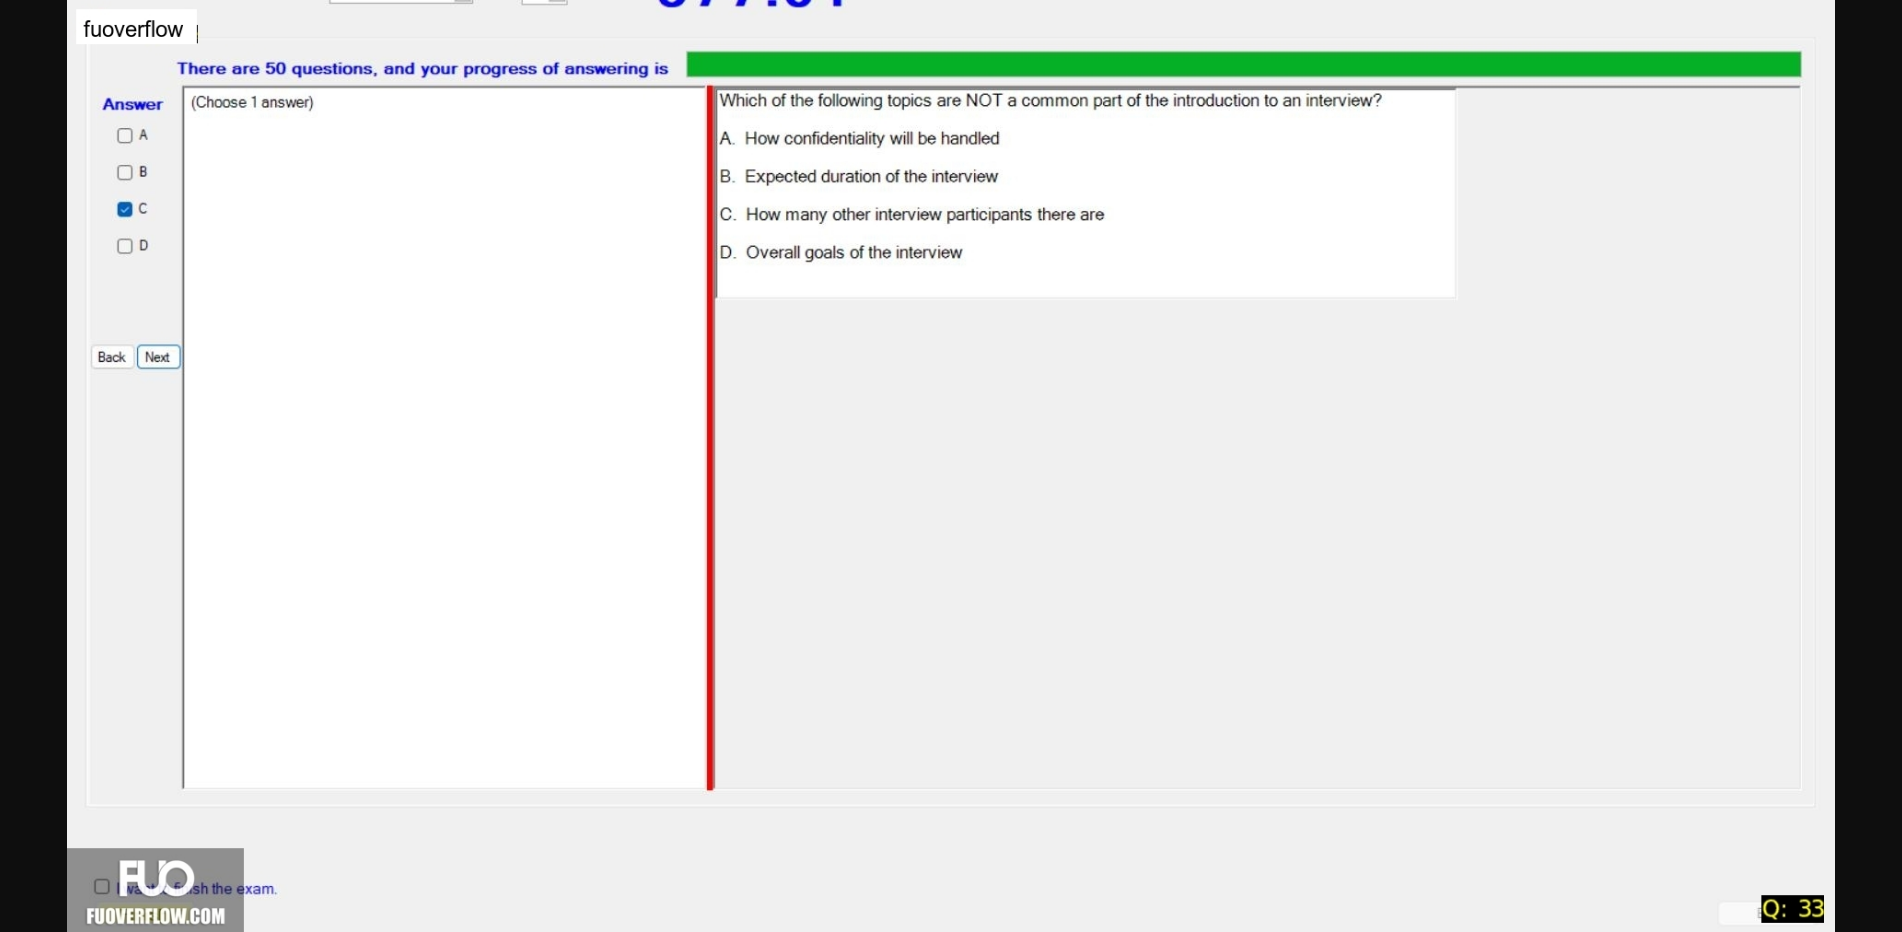 fuoverflow
There are 50 questions, and your progress of answering is
Answer
(Choose 1 answer)
A
B
C
D
Back Next
Which of the following topics are NOT a common part of the introduction to an interview?
A. How confidentiality will be handled
B. Expected duration of the interview
C. How many other interview participants there are
D. Overall goals of the interview
the exam.
FUO
FUOVERFLOW.COM
Q: 33